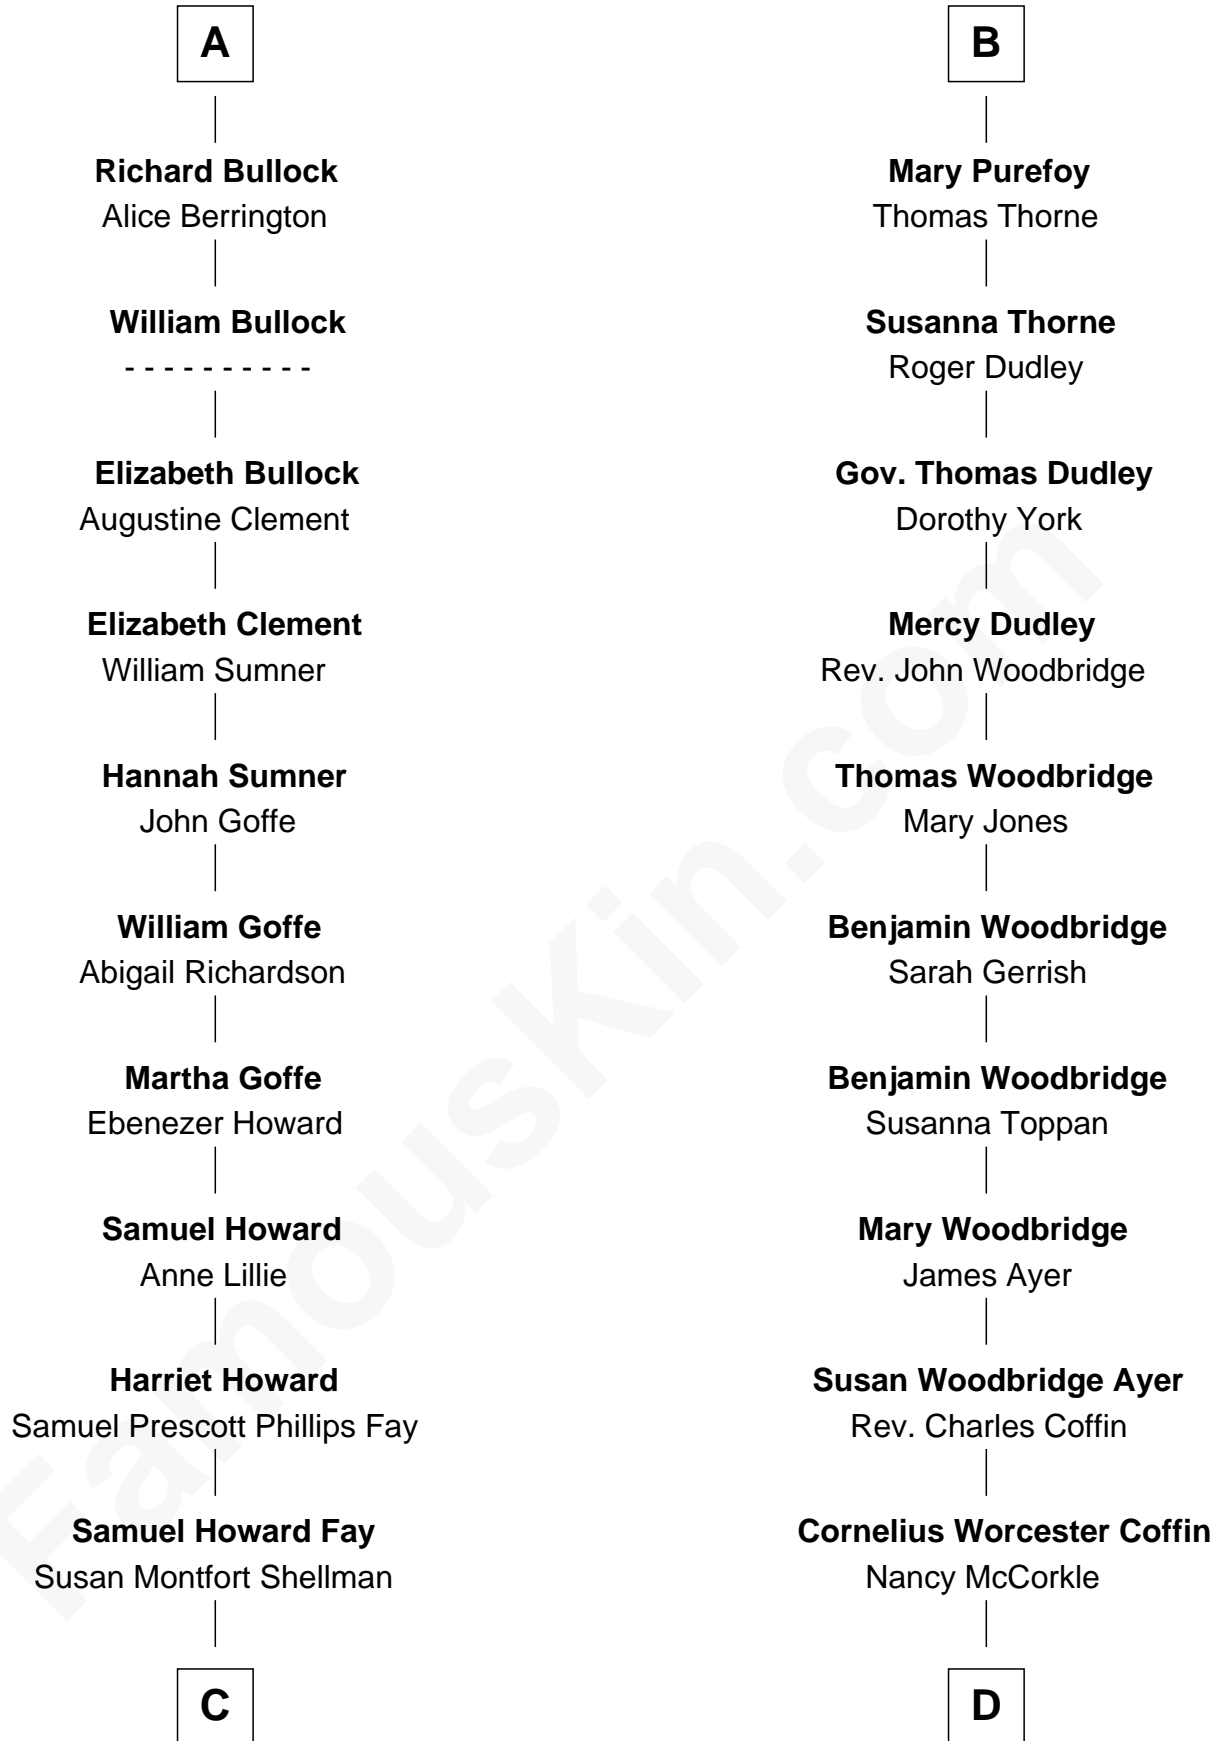 A
Richard Bullock
Alice Berrington
William Bullock
- - - - - - - - - -
Elizabeth Bullock
Augustine Clement
Elizabeth Clement
William Sumner
Hannah Sumner
John Goffe
William Goffe
Abigail Richardson
Martha Goffe
Ebenezer Howard
Samuel Howard
Anne Lillie
Harriet Howard
Samuel Prescott Phillips Fay
Samuel Howard Fay
Susan Montfort Shellman
C
B
Mary Purefoy
Thomas Thorne
Susanna Thorne
Roger Dudley
Gov. Thomas Dudley
Dorothy York
Mercy Dudley
Rev. John Woodbridge
Thomas Woodbridge
Mary Jones
Benjamin Woodbridge
Sarah Gerrish
Benjamin Woodbridge
Susanna Toppan
Mary Woodbridge
James Ayer
Susan Woodbridge Ayer
Rev. Charles Coffin
Cornelius Worcester Coffin
Nancy McCorkle
D
FamousKin.com